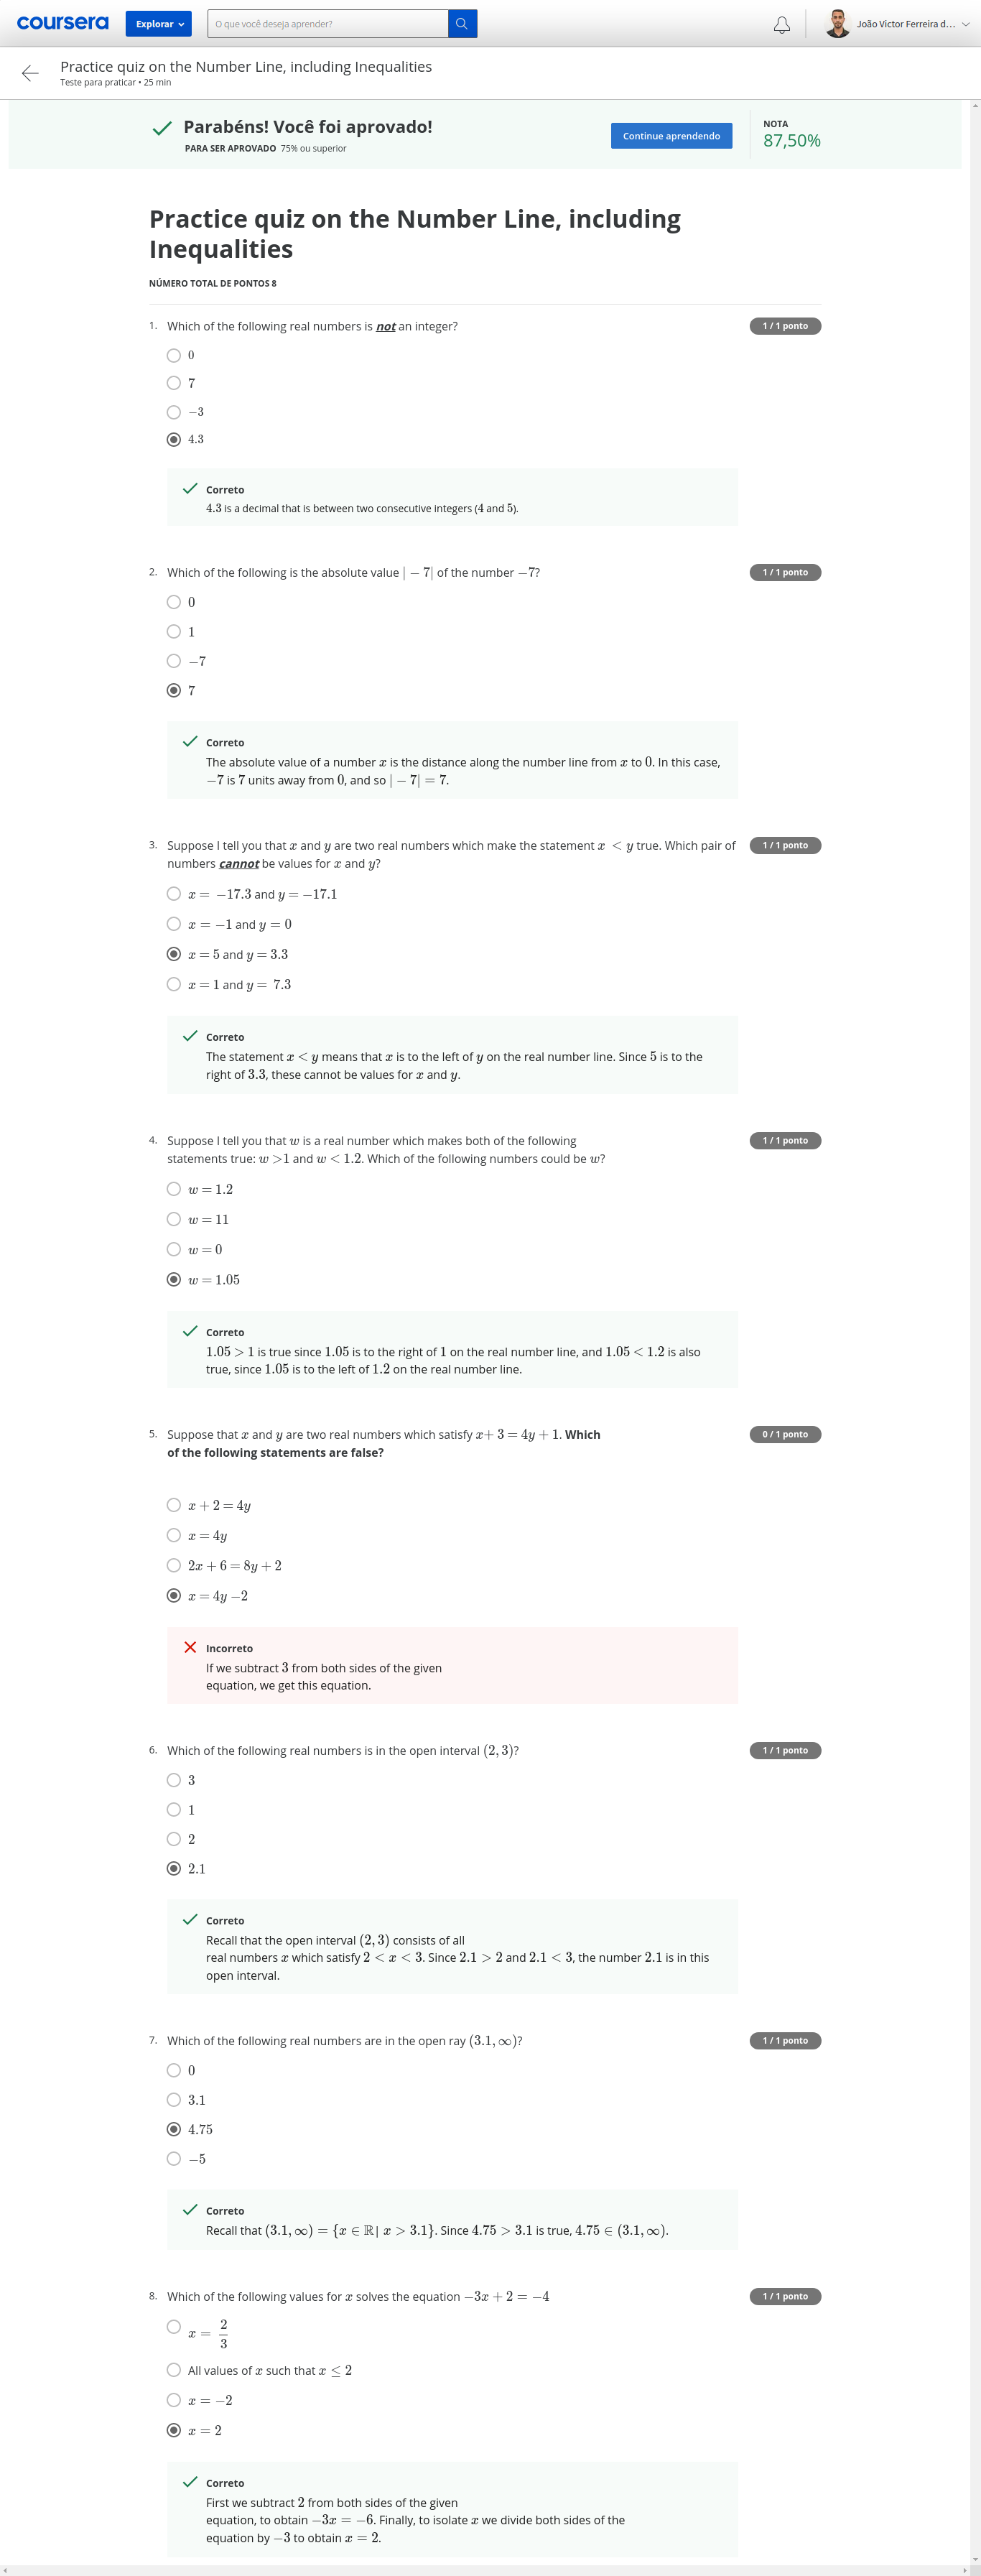 coursera
Explorar
O que você deseja aprender?
João Victor Ferreira d...
Practice quiz on the Number Line, including Inequalities
Teste para praticar • 25 min
Parabéns! Você foi aprovado!
PARA SER APROVADO 75% ou superior
Continue aprendendo
NOTA
87,50%
Practice quiz on the Number Line, including
Inequalities
NÚMERO TOTAL DE PONTOS 8
1. Which of the following real numbers is not an integer?
1 / 1 ponto
0
7
−3
4.3
Correto
4.3 is a decimal that is between two consecutive integers (4 and 5).
2. Which of the following is the absolute value | − 7| of the number −7?
1 / 1 ponto
0
1
−7
7
Correto
The absolute value of a number x is the distance along the number line from x to 0. In this case,
−7 is 7 units away from 0, and so | − 7| = 7.
3. Suppose I tell you that x and y are two real numbers which make the statement x < y true. Which pair of
1 / 1 ponto
numbers cannot be values for x and y?
x = −17.3 and y = −17.1
x = −1 and y = 0
x = 5 and y = 3.3
x = 1 and y = 7.3
Correto
The statement x < y means that x is to the left of y on the real number line. Since 5 is to the
right of 3.3, these cannot be values for x and y.
4. Suppose I tell you that w is a real number which makes both of the following
1 / 1 ponto
statements true: w >1 and w < 1.2. Which of the following numbers could be w?
w = 1.2
w = 11
w = 0
w = 1.05
Correto
1.05 > 1 is true since 1.05 is to the right of 1 on the real number line, and 1.05 < 1.2 is also
true, since 1.05 is to the left of 1.2 on the real number line.
5. Suppose that x and y are two real numbers which satisfy x+ 3 = 4y + 1. Which
0 / 1 ponto
of the following statements are false?
x + 2 = 4y
x = 4y
2x + 6 = 8y + 2
x = 4y −2
Incorreto
If we subtract 3 from both sides of the given
equation, we get this equation.
6. Which of the following real numbers is in the open interval (2, 3)?
1 / 1 ponto
3
1
2
2.1
Correto
Recall that the open interval (2, 3) consists of all
real numbers x which satisfy 2 < x < 3. Since 2.1 > 2 and 2.1 < 3, the number 2.1 is in this
open interval.
7. Which of the following real numbers are in the open ray (3.1, ∞)?
1 / 1 ponto
0
3.1
4.75
−5
Correto
Recall that (3.1, ∞) = {x ∈ ℝ| x > 3.1}. Since 4.75 > 3.1 is true, 4.75 ∈ (3.1, ∞).
8. Which of the following values for x solves the equation −3x + 2 = −4
1 / 1 ponto
x = 2/3
All values of x such that x ≤ 2
x = −2
x = 2
Correto
First we subtract 2 from both sides of the given
equation, to obtain −3x = −6. Finally, to isolate x we divide both sides of the
equation by −3 to obtain x = 2.